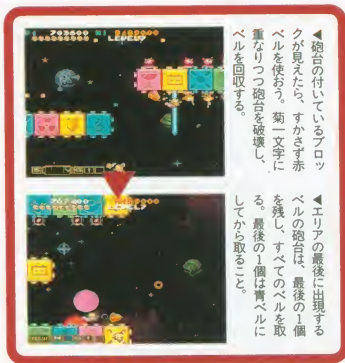 ◀砲台の付いているブロッ
クが見えたら、すかさず赤
ベルを使おう。菊一文字に
重なりつつ砲台を破壊し、
ベルを回収する。
◀エリアの最後に出現する
ベルの砲台は、最後の1個
を残し、すべてのベルを取
る。最後の1個は青ベルに
してから取ること。